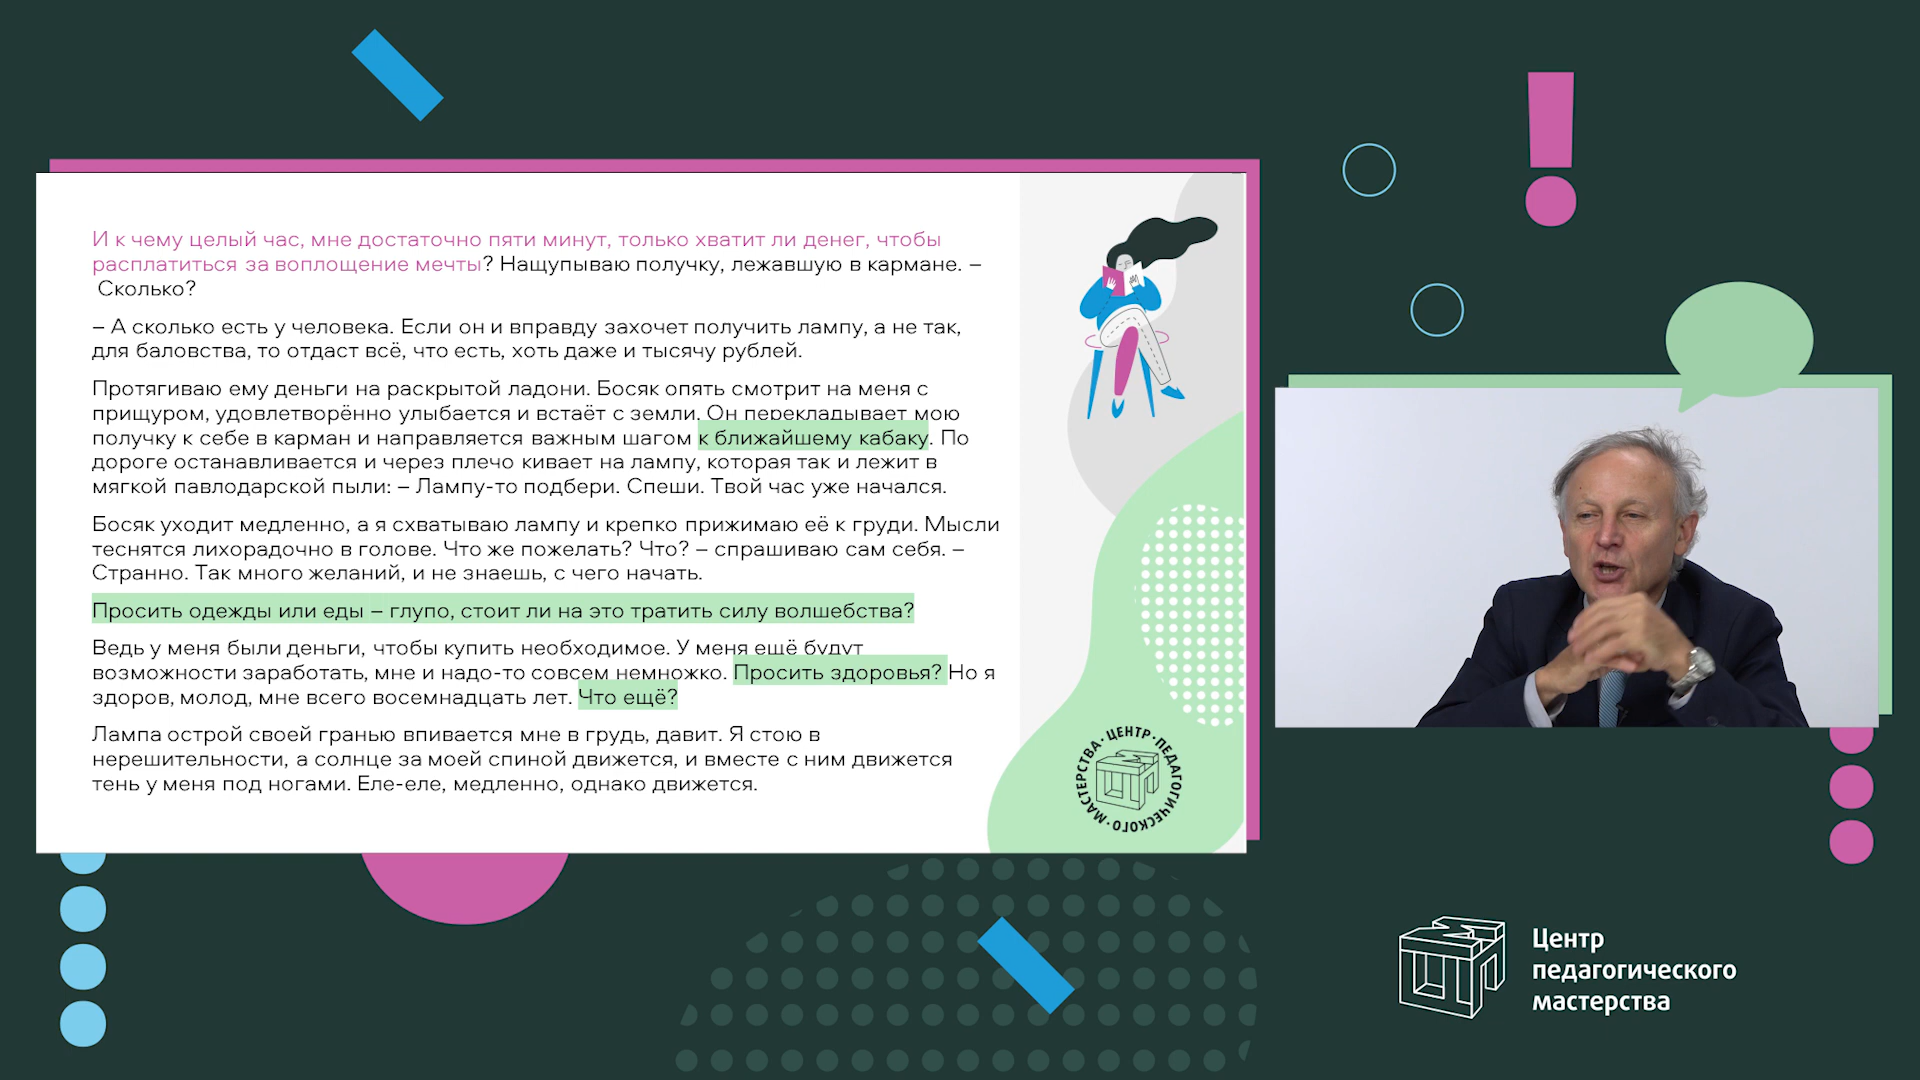 И к чему целый час, мне достаточно пяти минут, только хватит ли денег, чтобы
расплатиться за воплощение мечты? Нащупываю получку, лежавшую в кармане. –
Сколько?
– А сколько есть у человека. Если он и вправду захочет получить лампу, а не так,
для баловства, то отдаст всё, что есть, хоть даже и тысячу рублей.
Протягиваю ему деньги на раскрытой ладони. Босяк опять смотрит на меня с
прищуром, удовлетворённо улыбается и встаёт с земли. Он перекладывает мою
получку к себе в карман и направляется важным шагом к ближайшему кабаку. По
дороге останавливается и через плечо кивает на лампу, которая так и лежит в
мягкой павлодарской пыли: – Лампу-то подбери. Спеши. Твой час уже начался.
Босяк уходит медленно, а я схватываю лампу и крепко прижимаю её к груди. Мысли
теснятся лихорадочно в голове. Что же пожелать? Что? – спрашиваю сам себя. –
Странно. Так много желаний, и не знаешь, с чего начать.
Просить одежды или еды – глупо, стоит ли на это тратить силу волшебства?
Ведь у меня были деньги, чтобы купить необходимое. У меня ещё будут
возможности заработать, мне и надо-то совсем немножко. Просить здоровья? Но я
здоров, молод, мне всего восемнадцать лет. Что ещё?
Лампа острой своей гранью впивается мне в грудь, давит. Я стою в
нерешительности, а солнце за моей спиной движется, и вместе с ним движется
тень у меня под ногами. Еле-еле, медленно, однако движется.
ЦЕНТР·ПЕДАГОГИЧЕСКОГО·МАСТЕРСТВА·
Центр
педагогического
мастерства